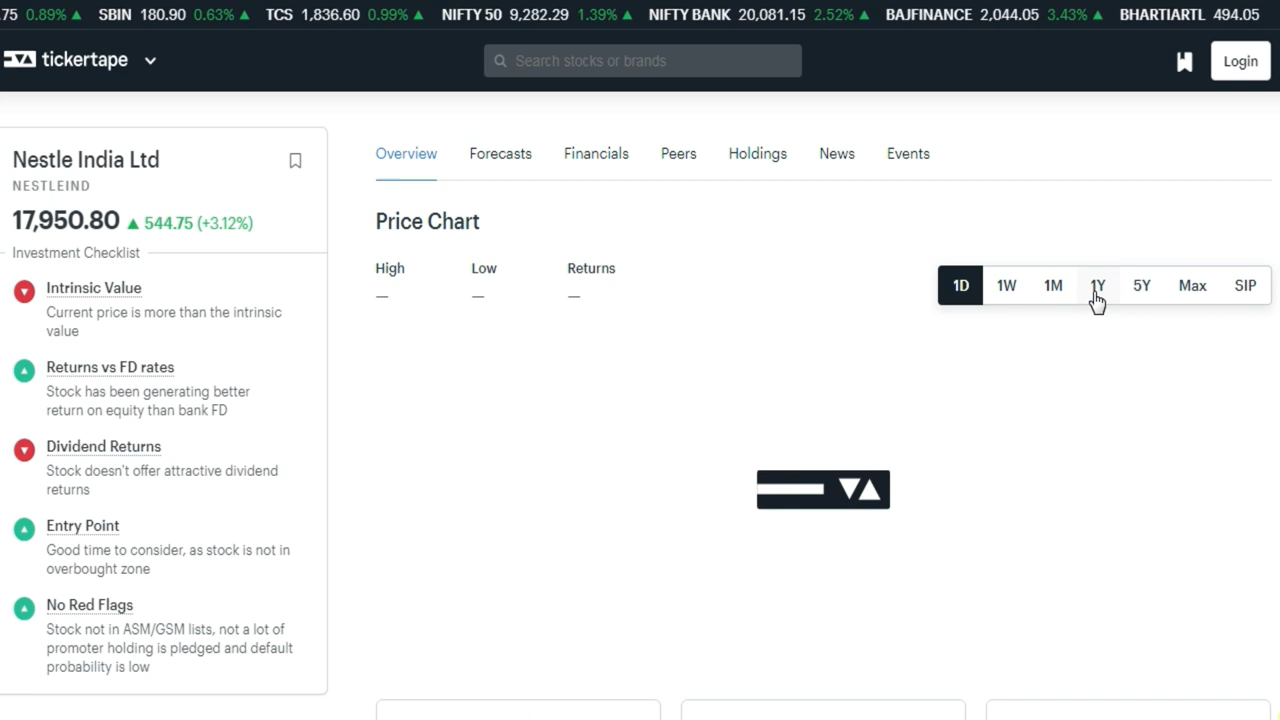 .75 0.89% ▲ SBIN 180.90 0.63% ▲ TCS 1,836.60 0.99% ▲ NIFTY 50 9,282.29 1.39% ▲ NIFTY BANK 20,081.15 2.52% ▲ BAJFINANCE 2,044.05 3.43% ▲ BHARTIARTL 494.05
tickertape
Search stocks or brands
Login
Nestle India Ltd
NESTLEIND
17,950.80 ▲ 544.75 (+3.12%)
Investment Checklist
Intrinsic Value
Current price is more than the intrinsic
value
Returns vs FD rates
Stock has been generating better
return on equity than bank FD
Dividend Returns
Stock doesn't offer attractive dividend
returns
Entry Point
Good time to consider, as stock is not in
overbought zone
No Red Flags
Stock not in ASM/GSM lists, not a lot of
promoter holding is pledged and default
probability is low
Overview Forecasts Financials Peers Holdings News Events
Price Chart
High Low Returns
— — —
1D 1W 1M 1Y 5Y Max SIP